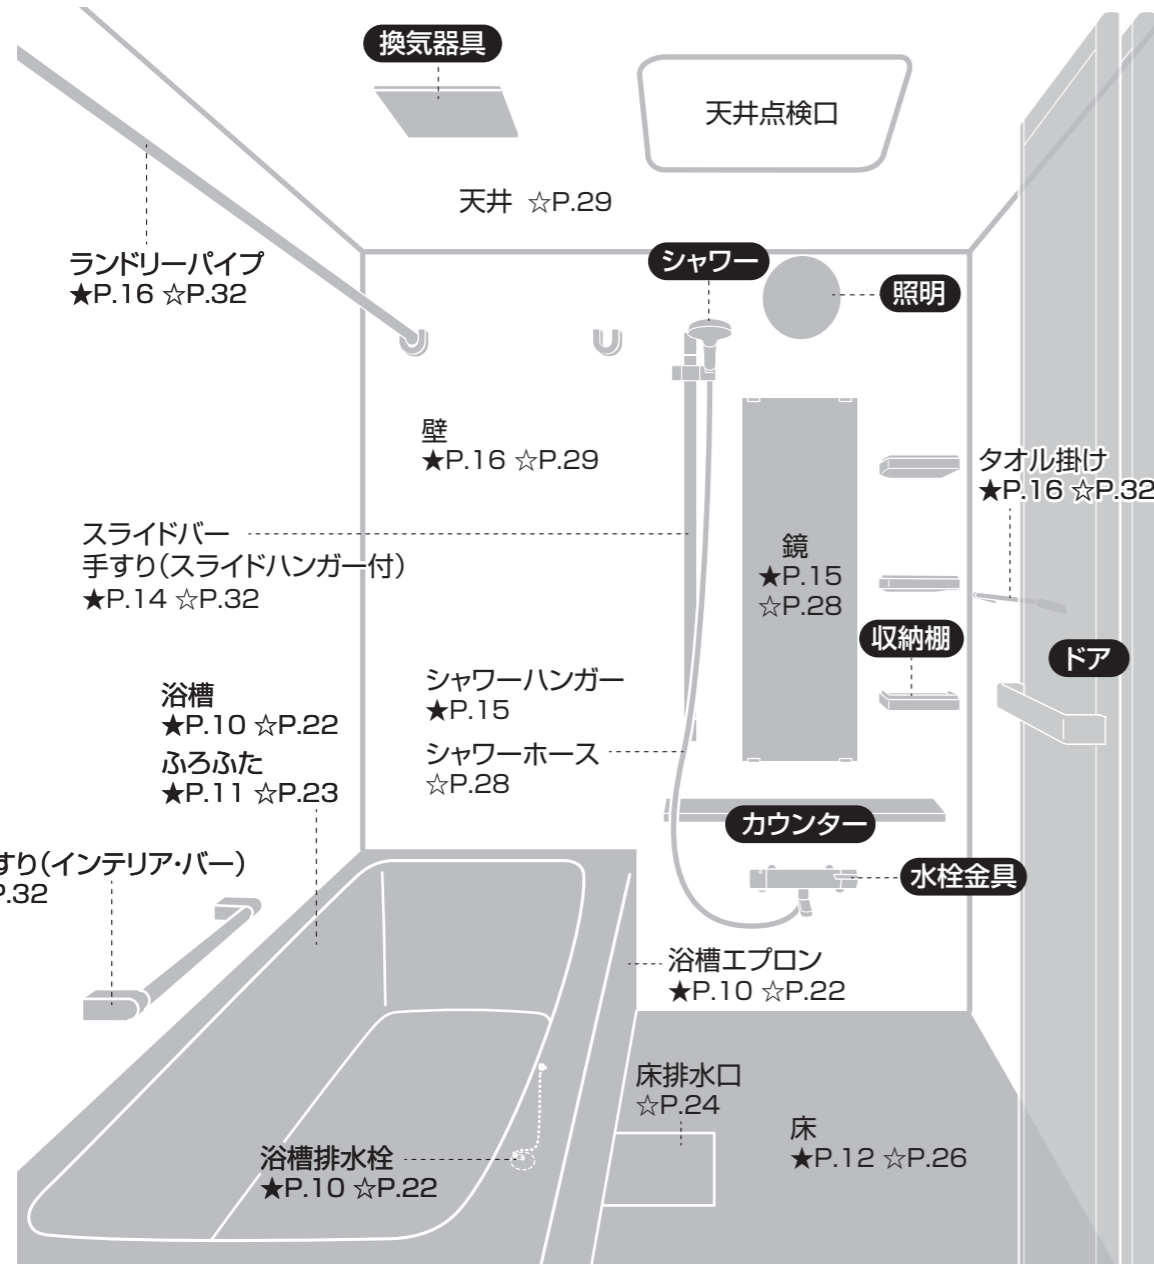 換気器具
天井点検口
天井 ☆P.29
ランドリーパイプ
★P.16 ☆P.32
シャワー
照明
壁
★P.16 ☆P.29
タオル掛け
★P.16 ☆P.32
スライドバー
手すり(スライドハンガー付)
★P.14 ☆P.32
鏡
★P.15
☆P.28
収納棚
ドア
シャワーハンガー
★P.15
シャワーホース
☆P.28
浴槽
★P.10 ☆P.22
ふろふた
★P.11 ☆P.23
カウンター
すり(インテリア・バー)
P.32
水栓金具
浴槽エプロン
★P.10 ☆P.22
床排水口
☆P.24
床
★P.12 ☆P.26
浴槽排水栓
★P.10 ☆P.22